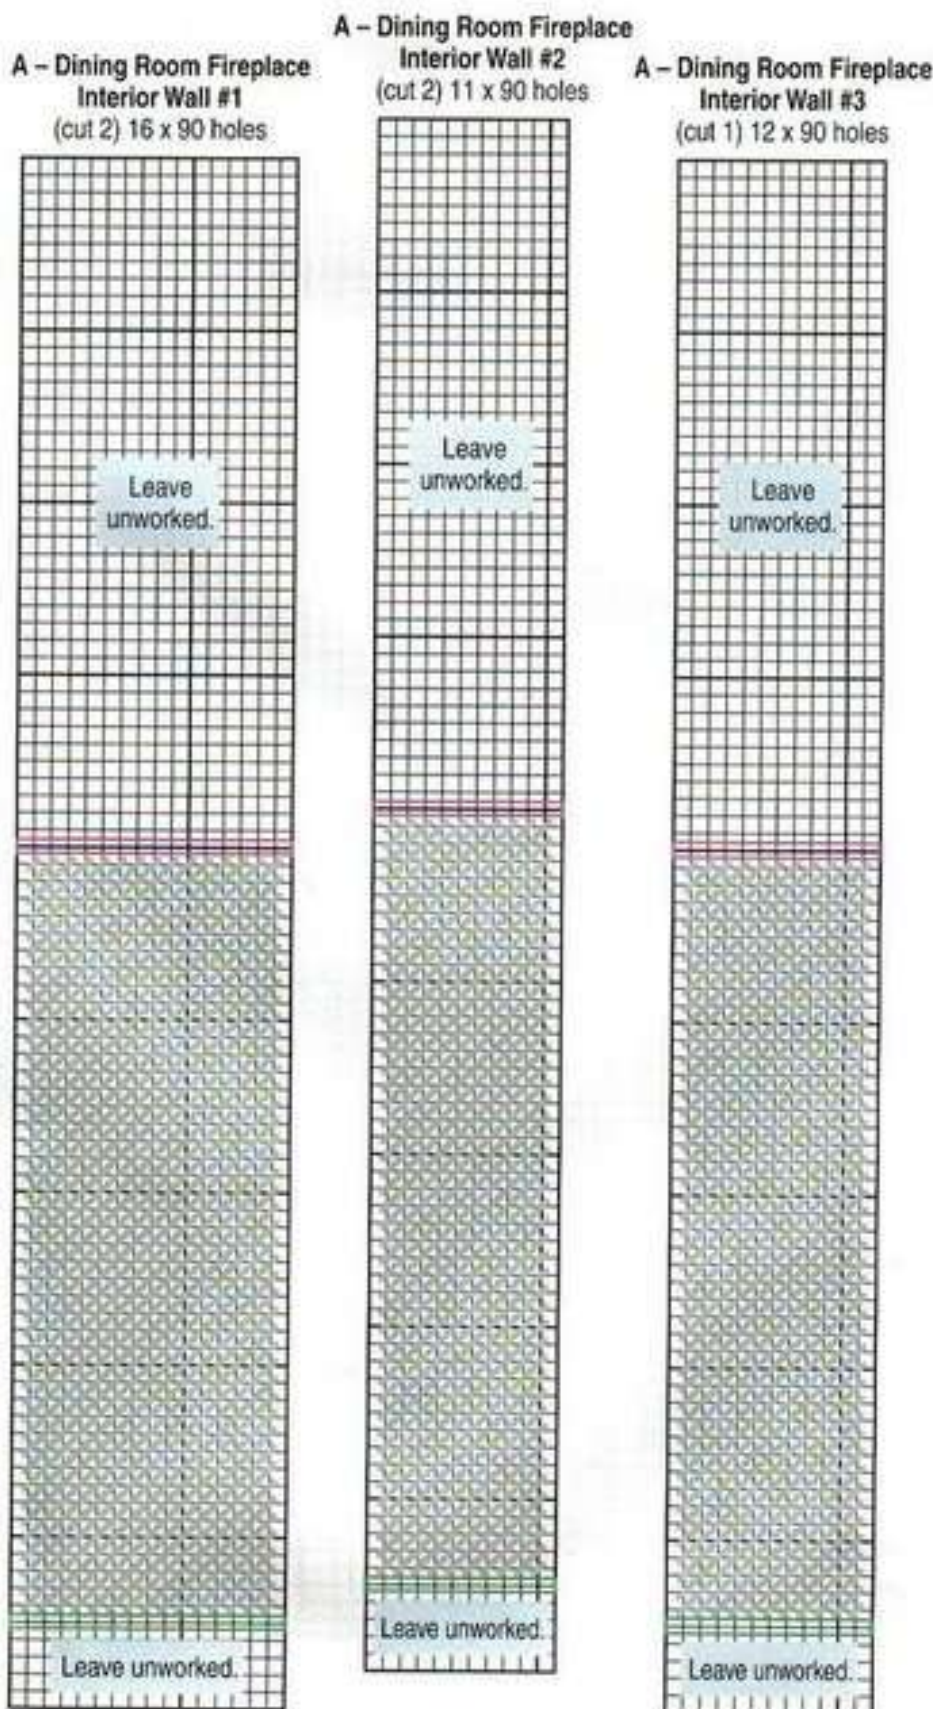 A – Dining Room Fireplace
Interior Wall #1
(cut 2) 16 x 90 holes
Leave
unworked.
Leave unworked.
A – Dining Room Fireplace
Interior Wall #2
(cut 2) 11 x 90 holes
Leave
unworked.
Leave unworked.
A – Dining Room Fireplace
Interior Wall #3
(cut 1) 12 x 90 holes
Leave
unworked.
Leave unworked.